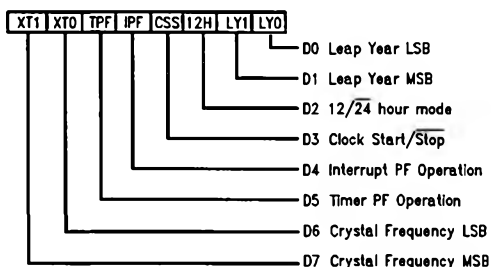 XT1 XT0 TPF IPF CSS 12H LY1 LY0
D0 Leap Year LSB
D1 Leap Year MSB
D2 12/24 hour mode
D3 Clock Start/Stop
D4 Interrupt PF Operation
D5 Timer PF Operation
D6 Crystal Frequency LSB
D7 Crystal Frequency MSB